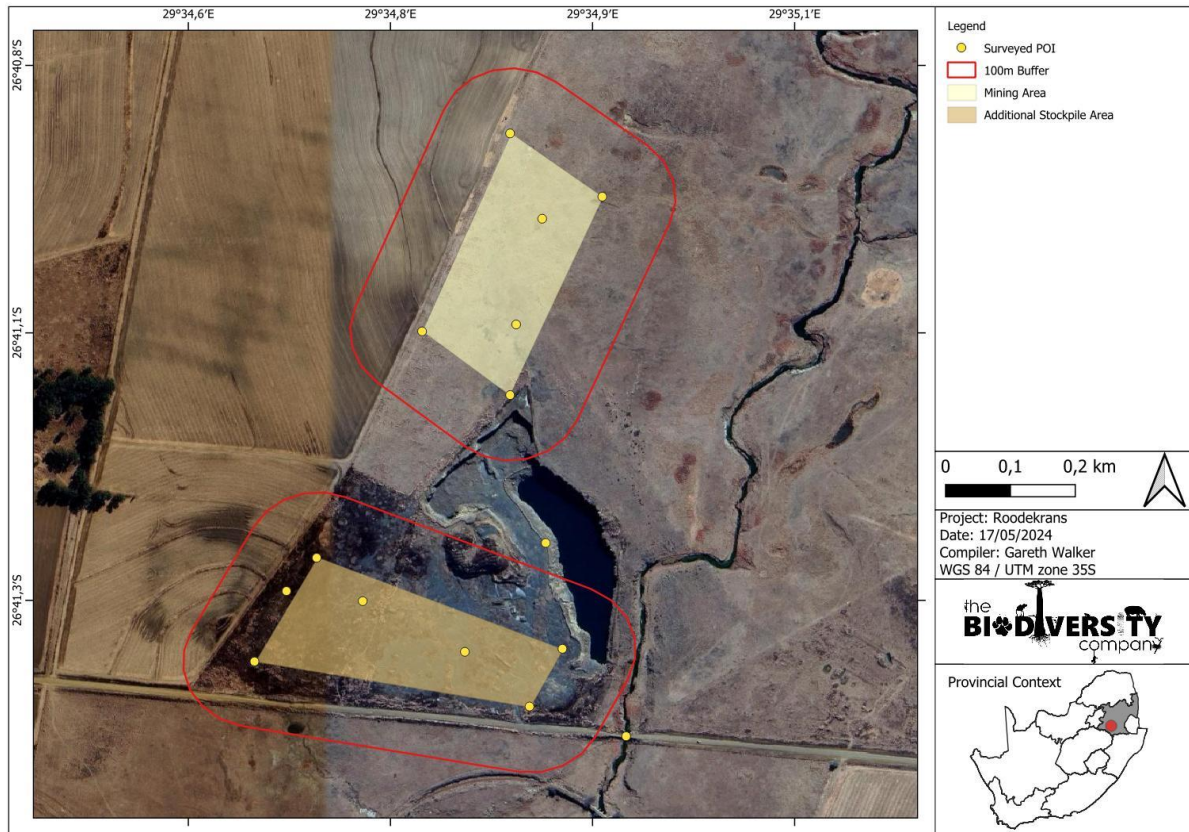 29°34,6'E 29°34,8'E 29°34,9'E 29°35,1'E
26°40,8'S
26°41,1'S
26°41,3'S
Legend
Surveyed POI
100m Buffer
Mining Area
Additional Stockpile Area
0 0,1 0,2 km
Project: Roodekrans
Date: 17/05/2024
Compiler: Gareth Walker
WGS 84 / UTM zone 35S
the
BIODIVERSITY
company
Provincial Context